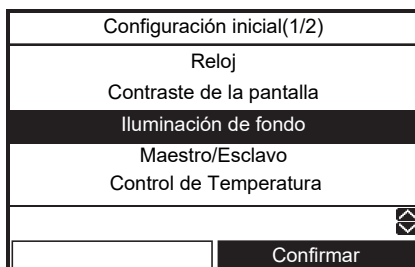 Configuración inicial(1/2)
Reloj
Contraste de la pantalla
Iluminación de fondo
Maestro/Esclavo
Control de Temperatura
Confirmar